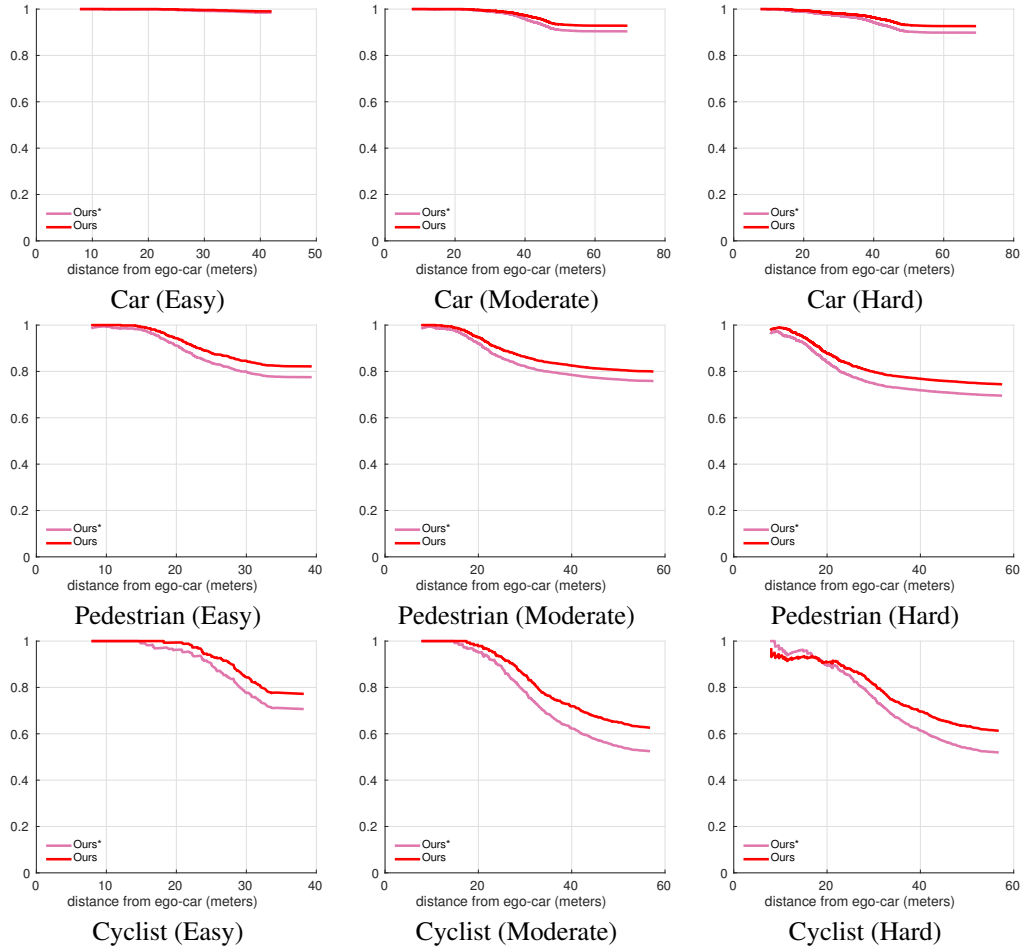 1
0.8
0.6
0.4
0.2
0
Ours*
Ours
0 10 20 30 40 50
distance from ego-car (meters)
Car (Easy)
1
0.8
0.6
0.4
0.2
0
Ours*
Ours
0 20 40 60 80
distance from ego-car (meters)
Car (Moderate)
1
0.8
0.6
0.4
0.2
0
Ours*
Ours
0 20 40 60 80
distance from ego-car (meters)
Car (Hard)
1
0.8
0.6
0.4
0.2
0
Ours*
Ours
0 10 20 30 40
distance from ego-car (meters)
Pedestrian (Easy)
1
0.8
0.6
0.4
0.2
0
Ours*
Ours
0 20 40 60
distance from ego-car (meters)
Pedestrian (Moderate)
1
0.8
0.6
0.4
0.2
0
Ours*
Ours
0 20 40 60
distance from ego-car (meters)
Pedestrian (Hard)
1
0.8
0.6
0.4
0.2
0
Ours*
Ours
0 10 20 30 40
distance from ego-car (meters)
Cyclist (Easy)
1
0.8
0.6
0.4
0.2
0
Ours*
Ours
0 20 40 60
distance from ego-car (meters)
Cyclist (Moderate)
1
0.8
0.6
0.4
0.2
0
Ours*
Ours
0 20 40 60
distance from ego-car (meters)
Cyclist (Hard)